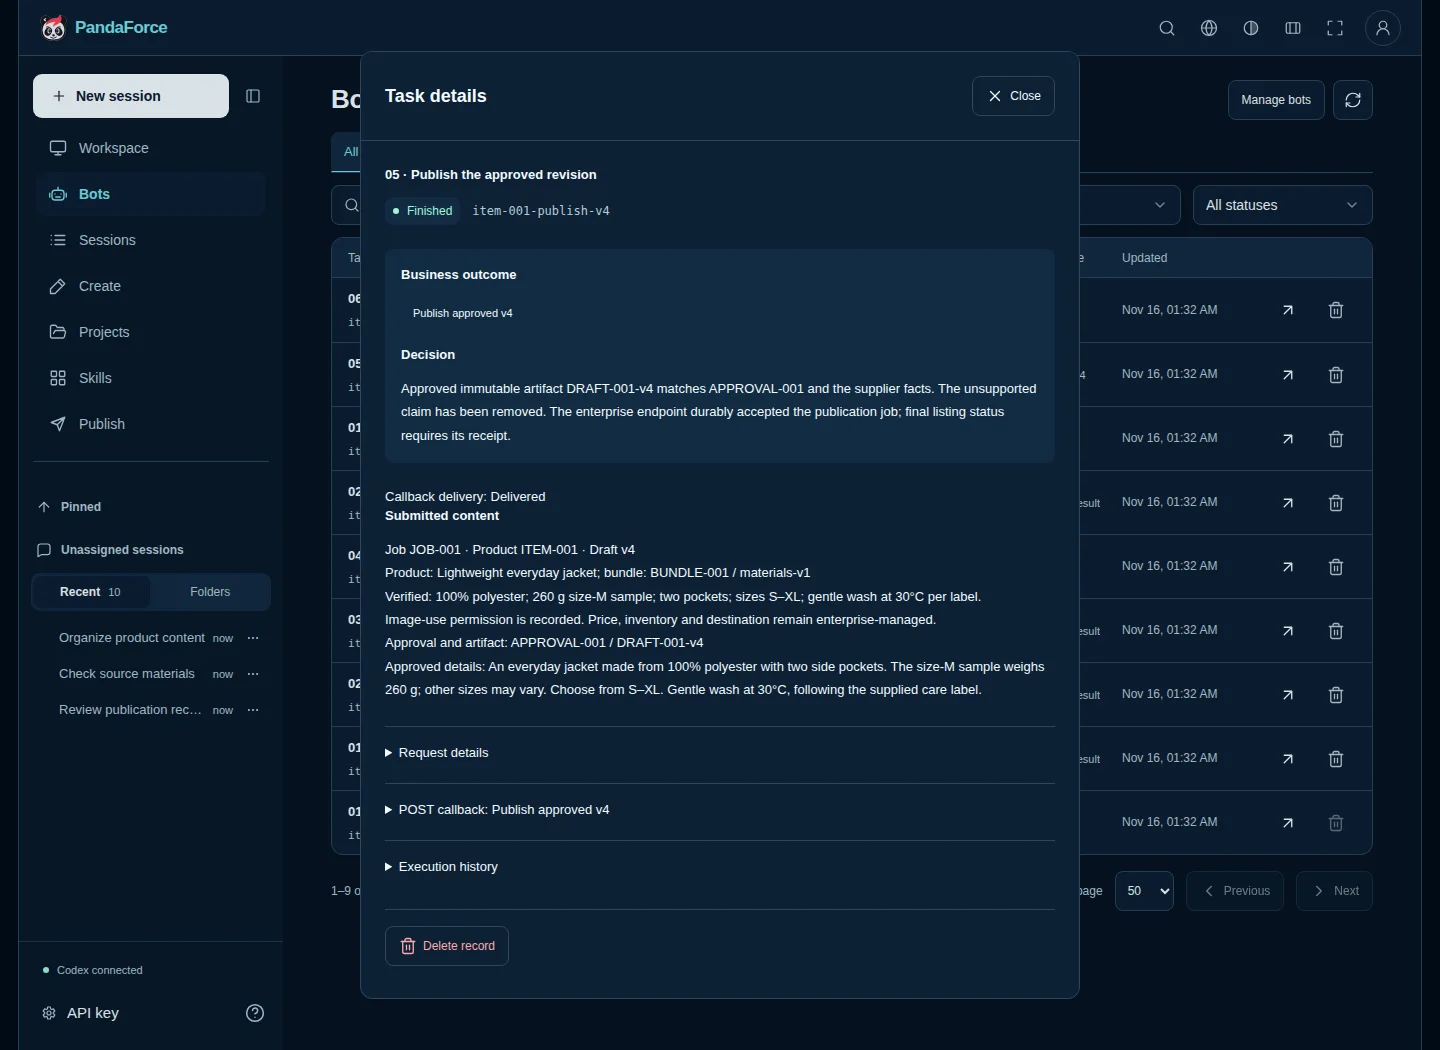 PandaForce
New session
Workspace
Bots
Sessions
Create
Projects
Skills
Publish
Pinned
Unassigned sessions
Recent 10
Folders
Organize product content now
Check source materials now
Review publication rec… now
Codex connected
API key
Manage bots
All
All statuses
Updated
06
Nov 16, 01:32 AM
05
Nov 16, 01:32 AM
01
Nov 16, 01:32 AM
02
Nov 16, 01:32 AM
04
Nov 16, 01:32 AM
03
Nov 16, 01:32 AM
02
Nov 16, 01:32 AM
01
Nov 16, 01:32 AM
01
Nov 16, 01:32 AM
50
Previous
Next
Task details
Close
05 · Publish the approved revision
Finished
item-001-publish-v4
Business outcome
Publish approved v4
Decision
Approved immutable artifact DRAFT-001-v4 matches APPROVAL-001 and the supplier facts. The unsupported
claim has been removed. The enterprise endpoint durably accepted the publication job; final listing status
requires its receipt.
Callback delivery: Delivered
Submitted content
Job JOB-001 · Product ITEM-001 · Draft v4
Product: Lightweight everyday jacket; bundle: BUNDLE-001 / materials-v1
Verified: 100% polyester; 260 g size-M sample; two pockets; sizes S–XL; gentle wash at 30°C per label.
Image-use permission is recorded. Price, inventory and destination remain enterprise-managed.
Approval and artifact: APPROVAL-001 / DRAFT-001-v4
Approved details: An everyday jacket made from 100% polyester with two side pockets. The size-M sample weighs
260 g; other sizes may vary. Choose from S–XL. Gentle wash at 30°C, following the supplied care label.
Request details
POST callback: Publish approved v4
Execution history
Delete record